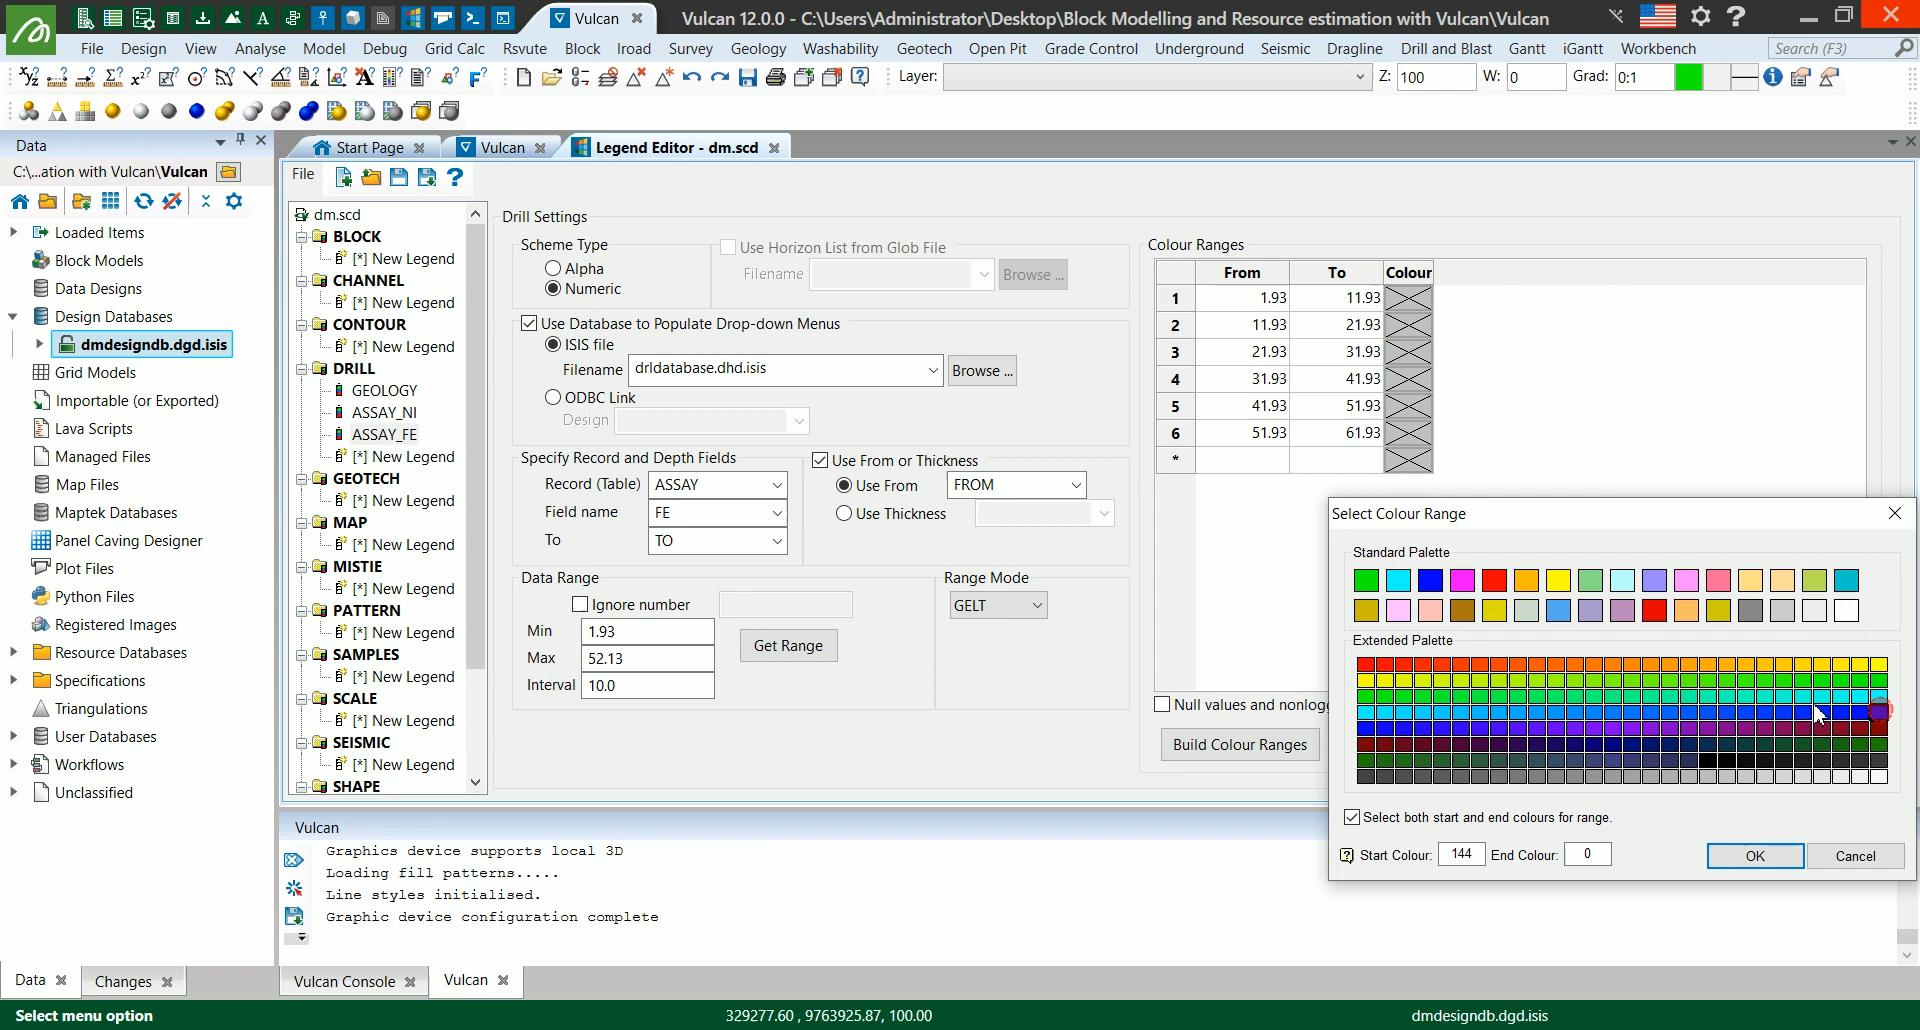 Vulcan
Vulcan 12.0.0 - C:\Users\Administrator\Desktop\Block Modelling and Resource estimation with Vulcan\Vulcan
File Design View Analyse Model Debug Grid Calc Rsvute Block Iroad Survey Geology Washability Geotech Open Pit Grade Control Underground Seismic Dragline Drill and Blast Gantt iGantt Workbench
Search (F3)
Layer: Z: 100 W: 0 Grad: 0:1
Data
C:\...ation with Vulcan\Vulcan
Loaded Items
Block Models
Data Designs
Design Databases
dmdesigndb.dgd.isis
Grid Models
Importable (or Exported)
Lava Scripts
Managed Files
Map Files
Maptek Databases
Panel Caving Designer
Plot Files
Python Files
Registered Images
Resource Databases
Specifications
Triangulations
User Databases
Workflows
Unclassified
Data
Changes
Start Page
Vulcan
Legend Editor - dm.scd
File
dm.scd
BLOCK
[*] New Legend
CHANNEL
[*] New Legend
CONTOUR
[*] New Legend
DRILL
GEOLOGY
ASSAY_NI
ASSAY_FE
[*] New Legend
GEOTECH
[*] New Legend
MAP
[*] New Legend
MISTIE
[*] New Legend
PATTERN
[*] New Legend
SAMPLES
[*] New Legend
SCALE
[*] New Legend
SEISMIC
[*] New Legend
SHAPE
Drill Settings
Scheme Type
Alpha
Numeric
Use Horizon List from Glob File
Filename
Browse ...
Use Database to Populate Drop-down Menus
ISIS file
Filename drldatabase.dhd.isis Browse ...
ODBC Link
Design
Specify Record and Depth Fields
Record (Table) ASSAY
Field name FE
To TO
Use From or Thickness
Use From FROM
Use Thickness
Data Range
Ignore number
Min 1.93
Max 52.13
Interval 10.0
Get Range
Range Mode
GELT
Colour Ranges
From To Colour
1 1.93 11.93
2 11.93 21.93
3 21.93 31.93
4 31.93 41.93
5 41.93 51.93
6 51.93 61.93
*
Null values and nonlogg
Build Colour Ranges
Select Colour Range
Standard Palette
Extended Palette
Select both start and end colours for range.
Start Colour: 144 End Colour: 0
OK
Cancel
Vulcan
Graphics device supports local 3D
Loading fill patterns.....
Line styles initialised.
Graphic device configuration complete
Vulcan Console
Vulcan
Select menu option
329277.60 , 9763925.87, 100.00
dmdesigndb.dgd.isis